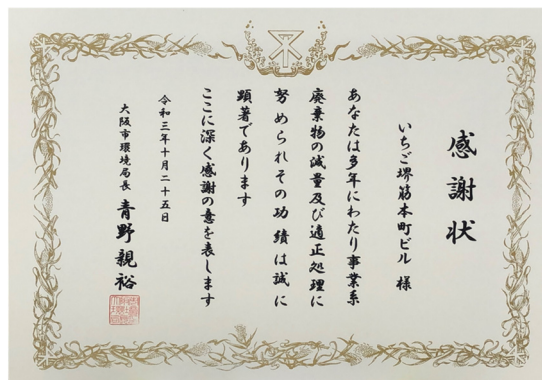 感謝状
いちご堺筋本町ビル 様
あなたは多年にわたり事業系
廃棄物の減量及び適正処理に
努められその功績は誠に
顕著であります
ここに深く感謝の意を表します
令和三年十月二十五日
大阪市環境局長 青野親裕